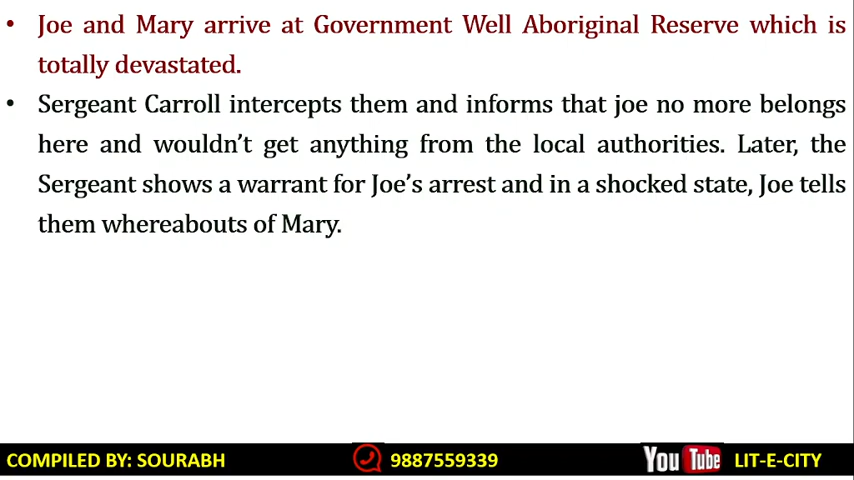 • Joe and Mary arrive at Government Well Aboriginal Reserve which is
totally devastated.
• Sergeant Carroll intercepts them and informs that joe no more belongs
here and wouldn't get anything from the local authorities. Later, the
Sergeant shows a warrant for Joe's arrest and in a shocked state, Joe tells
them whereabouts of Mary.
COMPILED BY: SOURABH 9887559339 YouTube LIT-E-CITY